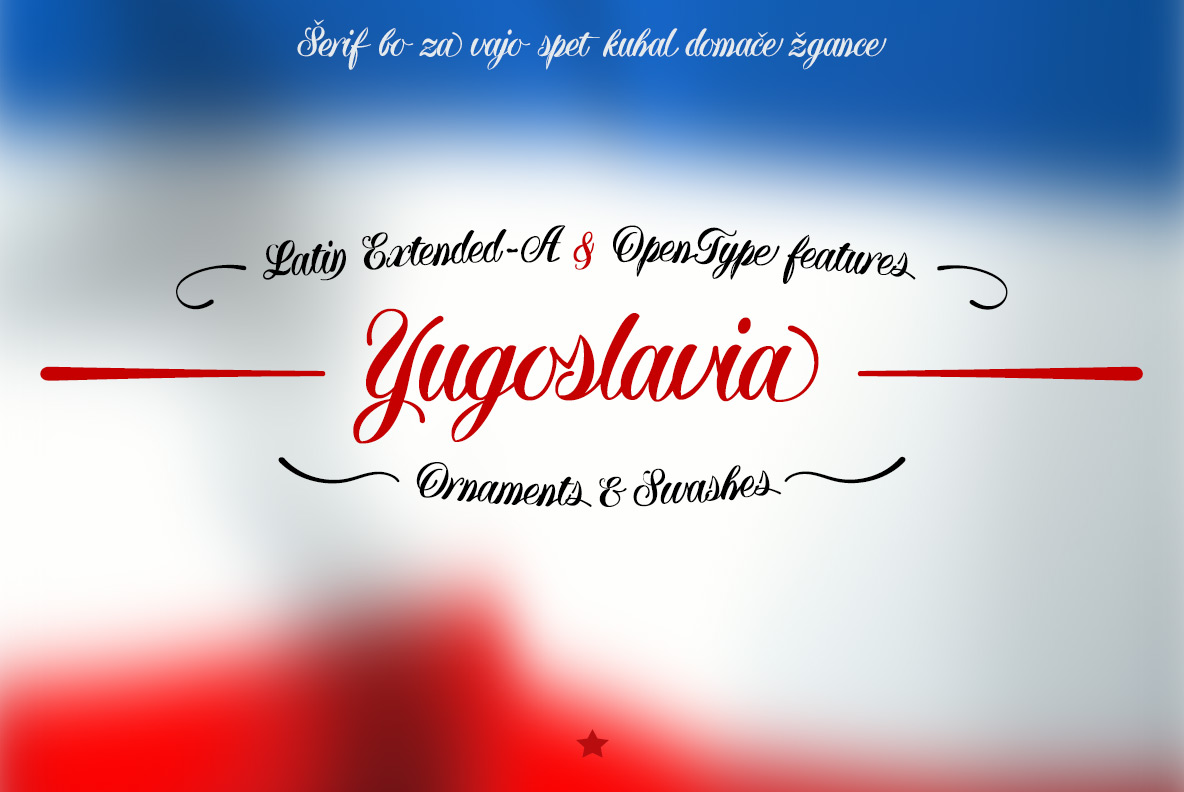 Šerif bo za vajo spet kuhal domače žgance
Latin Extended-A & OpenType features
Yugoslavia
Ornaments & Swashes